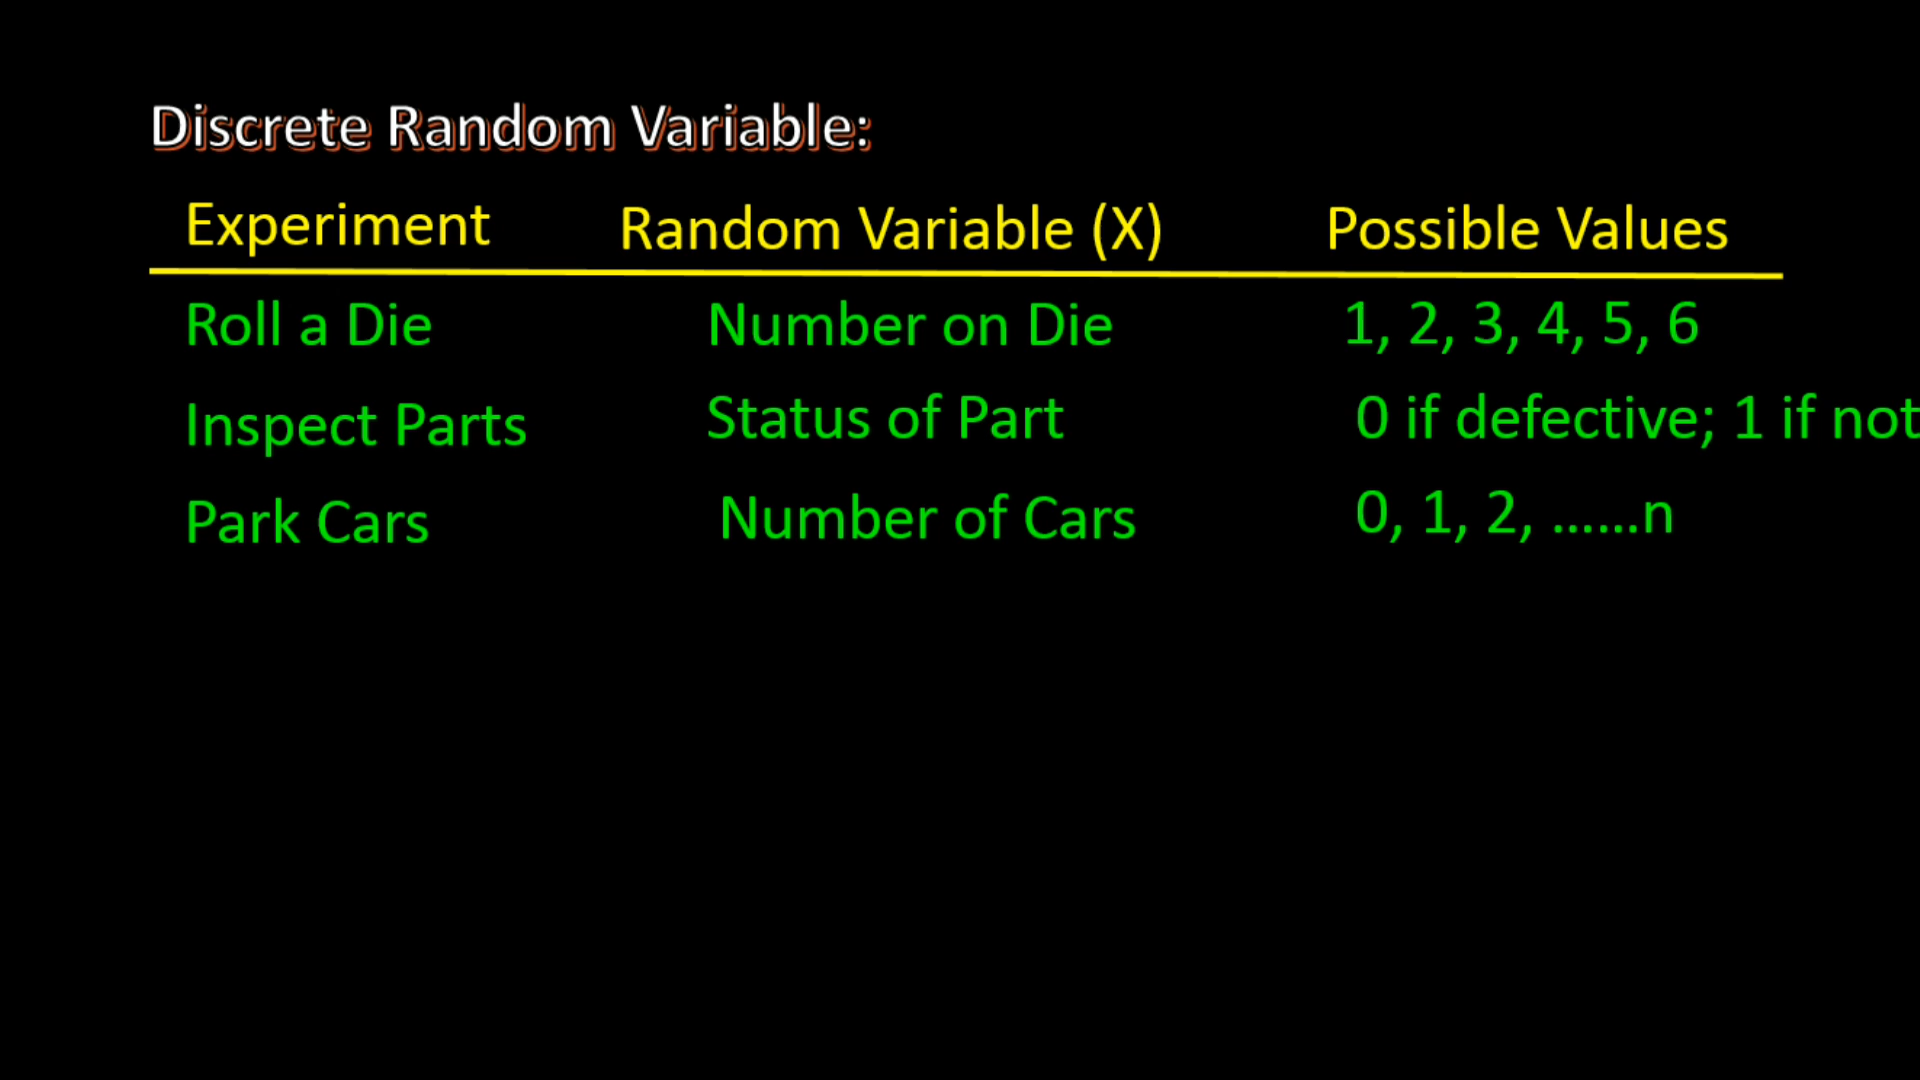 Discrete Random Variable:
Experiment Random Variable (X) Possible Values
Roll a Die Number on Die 1, 2, 3, 4, 5, 6
Inspect Parts Status of Part 0 if defective; 1 if not
Park Cars Number of Cars 0, 1, 2, ......n